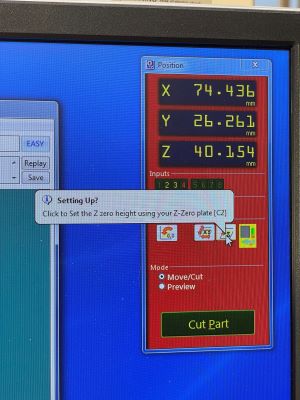 Position
X 74.436
mm
Y 26.261
mm
EASY
Z 40.154
mm
Replay
Inputs
Save
1 2 3 4 5 6 7 8
Setting Up?
Click to Set the Z zero height using your Z-Zero plate [C2]
Mode
Move/Cut
Preview
Cut Part